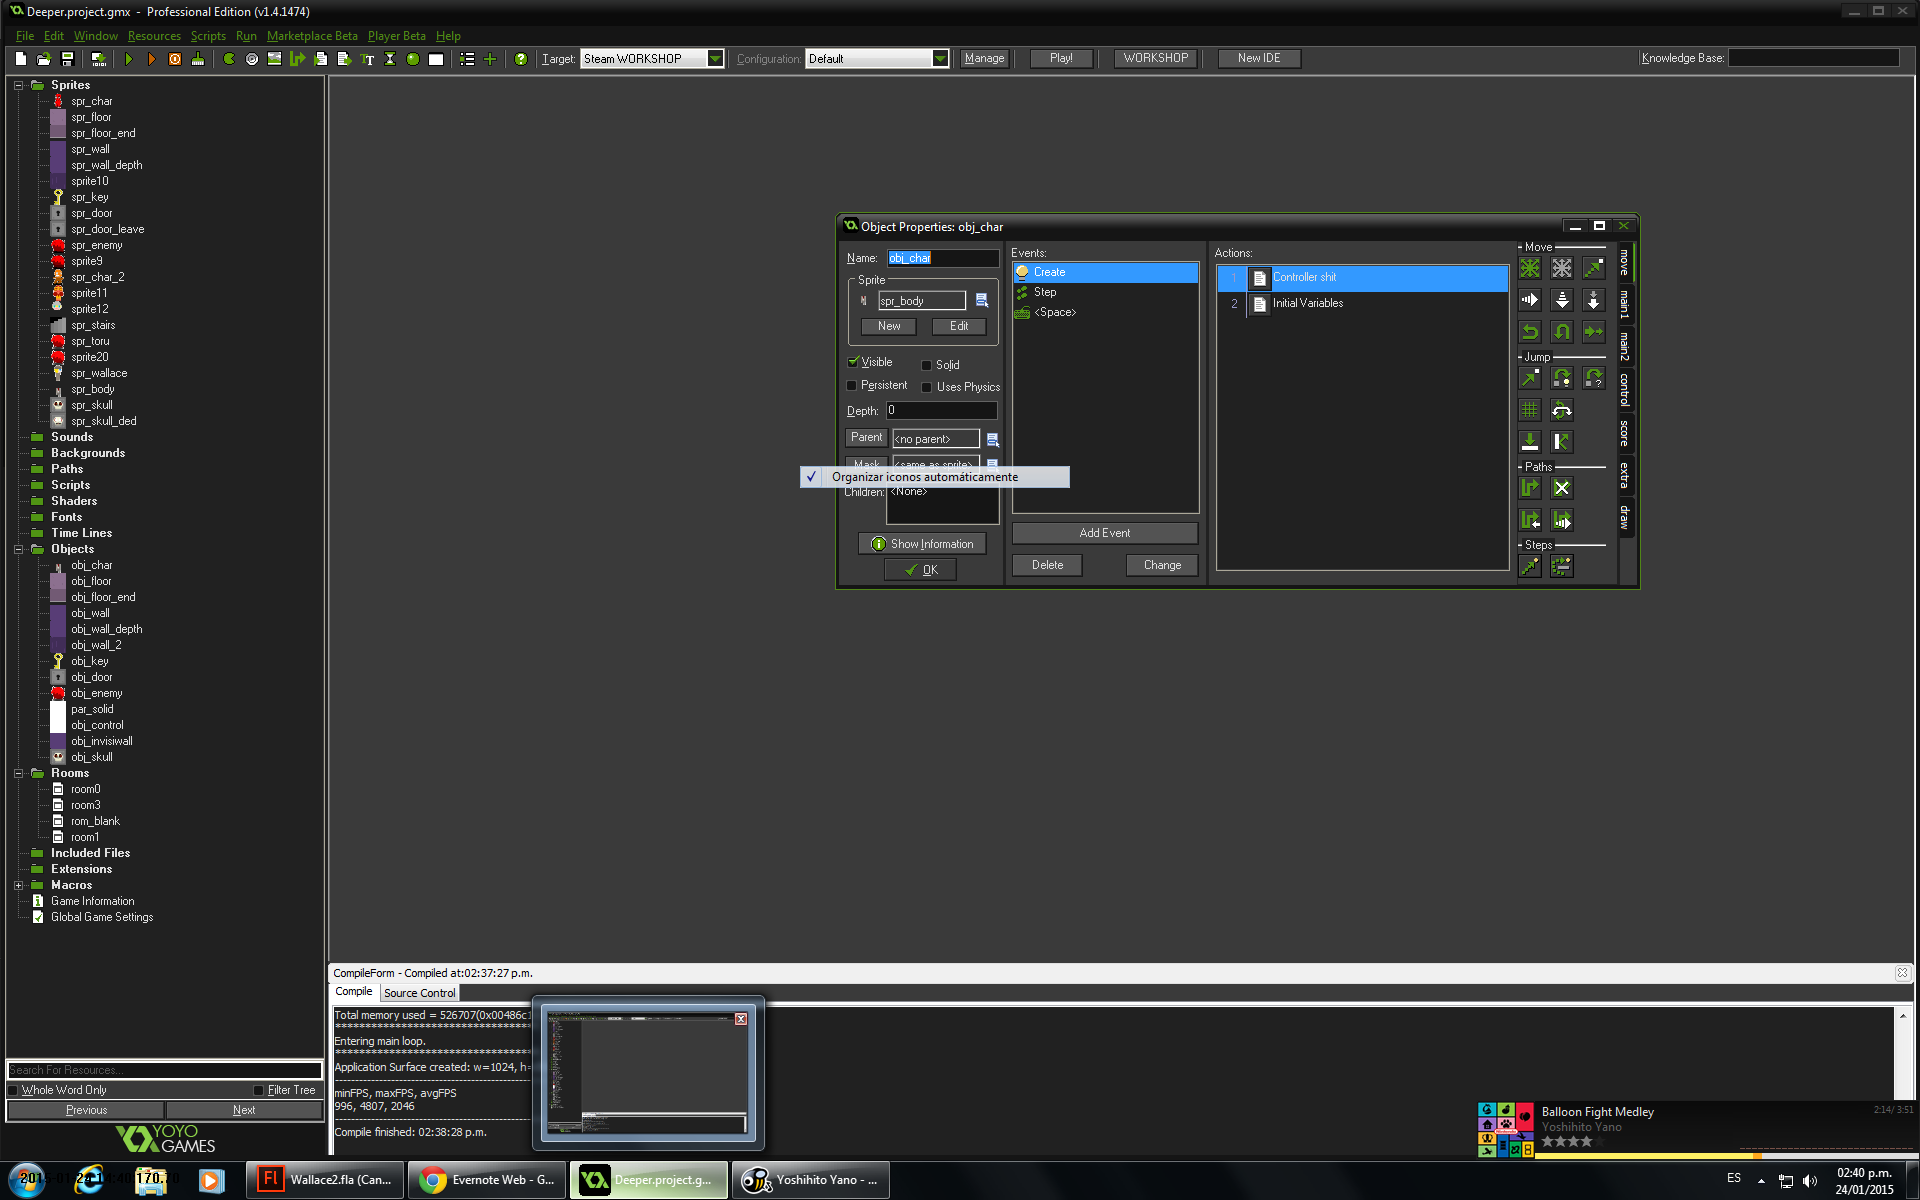 Deeper.project.gmx - Professional Edition (v1.4.1474)
File Edit Window Resources Scripts Run Marketplace Beta Player Beta Help
Target: Steam WORKSHOP Configuration: Default Manage Play! WORKSHOP New IDE Knowledge Base:
Sprites
spr_char
spr_floor
spr_floor_end
spr_wall
spr_wall_depth
sprite10
spr_key
spr_door
spr_door_leave
spr_enemy
sprite9
spr_char_2
sprite11
sprite12
spr_stairs
spr_toru
sprite20
spr_wallace
spr_body
spr_skull
spr_skull_ded
Sounds
Backgrounds
Paths
Scripts
Shaders
Fonts
Time Lines
Objects
obj_char
obj_floor
obj_floor_end
obj_wall
obj_wall_depth
obj_wall_2
obj_key
obj_door
obj_enemy
par_solid
obj_control
obj_invisiwall
obj_skull
Rooms
room0
room3
rom_blank
room1
Included Files
Extensions
Macros
Game Information
Global Game Settings
Search For Resources...
Whole Word Only Filter Tree
Previous Next
YOYO
GAMES
Object Properties: obj_char
Name: obj_char
Sprite
spr_body
New Edit
Visible Solid
Persistent Uses Physics
Depth: 0
Parent <no parent>
Mask <same as sprite>
Organizar iconos automáticamente
Children: <None>
Show Information
OK
Events:
Create
Step
<Space>
Add Event
Delete Change
Actions:
1 Controller shit
2 Initial Variables
Move
Jump
Paths
Steps
move
main1
main2
control
score
extra
draw
CompileForm - Compiled at:02:37:27 p.m.
Compile Source Control
Total memory used = 526707(0x00486c1
**********************************
Entering main loop.
**********************************
Application Surface created: w=1024, h=
minFPS, maxFPS, avgFPS
996, 4807, 2046
Compile finished: 02:38:28 p.m.
Balloon Fight Medley 2:14/ 3:51
Yoshihito Yano
Wallace2.fla (Can...
Evernote Web - G...
Deeper.project.g...
Yoshihito Yano - ...
ES
02:40 p.m.
24/01/2015